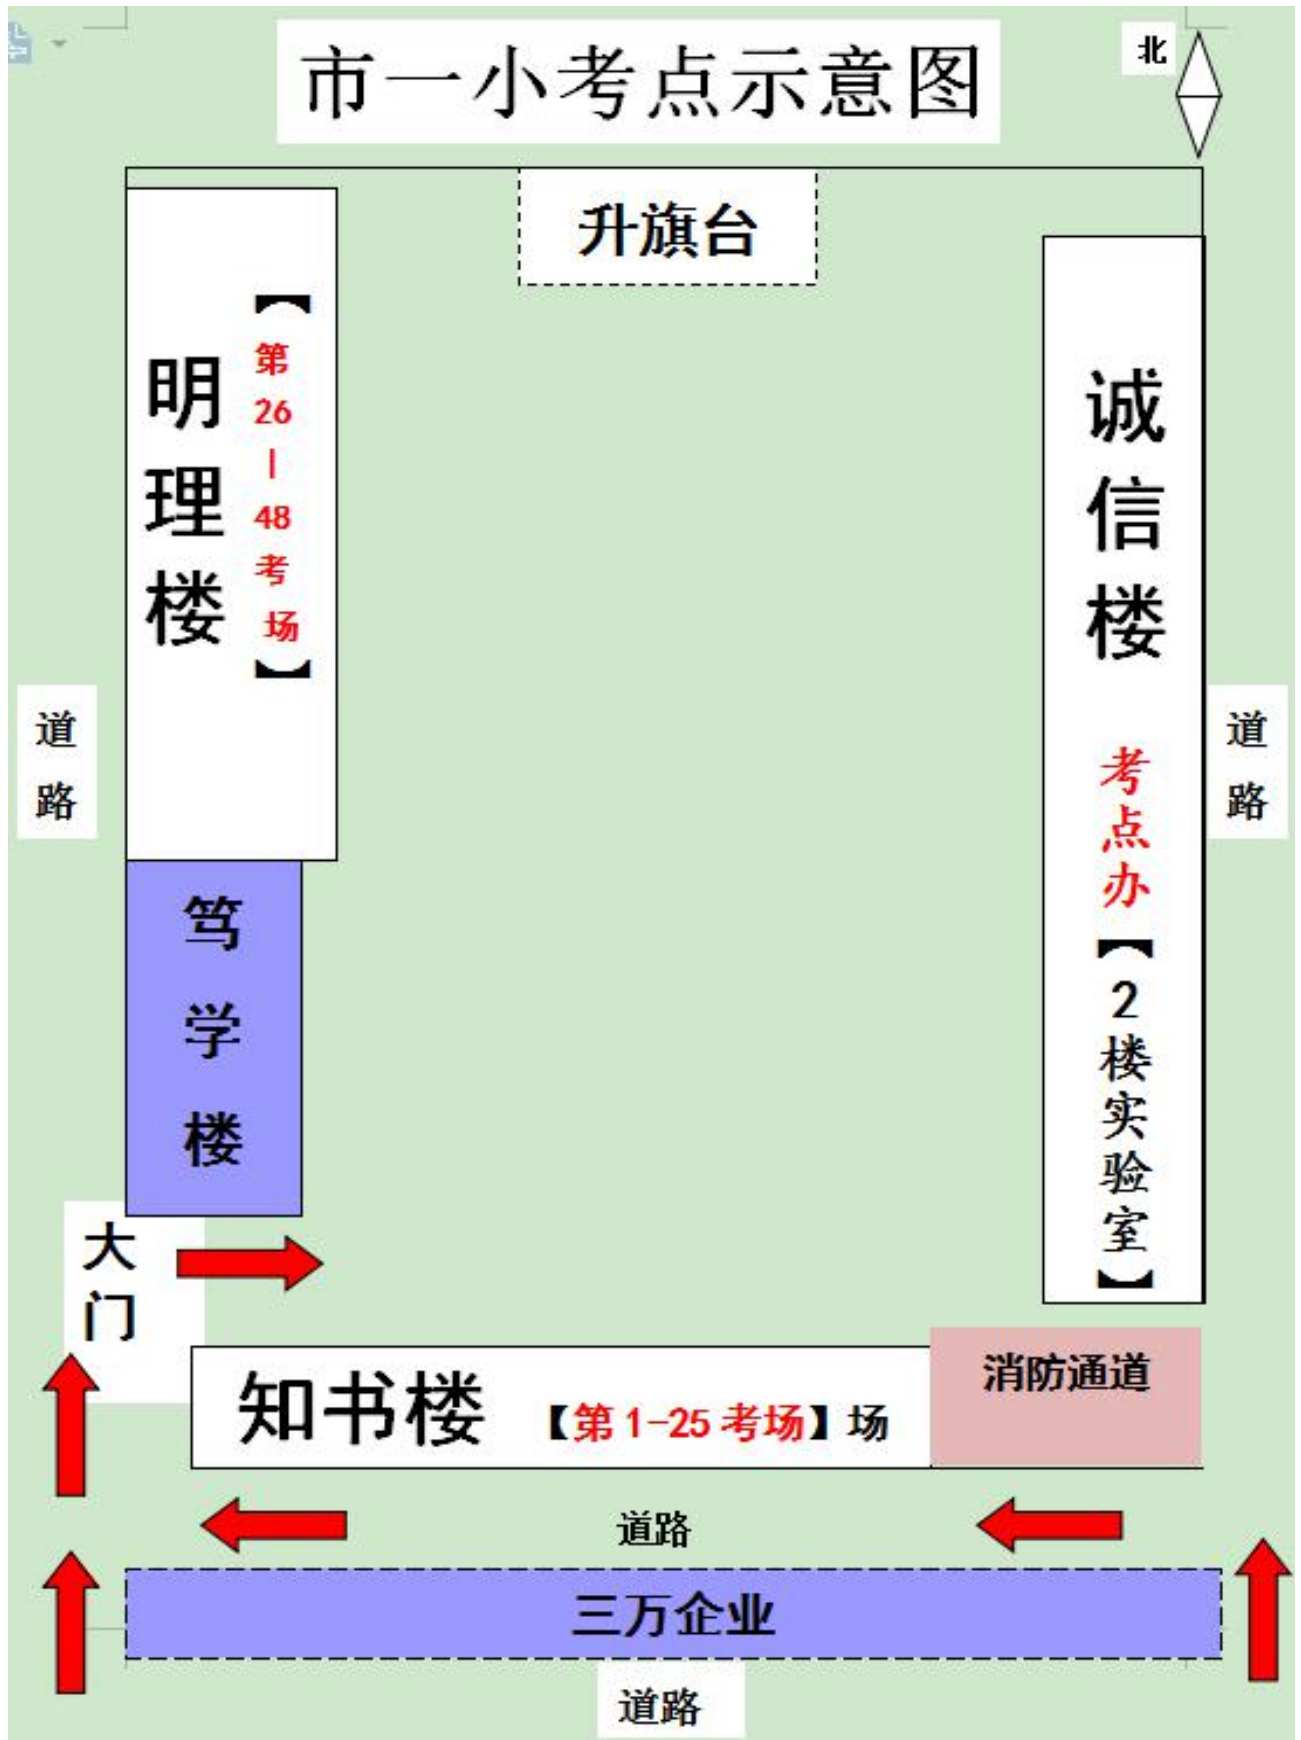 市一小考点示意图
北
升旗台
明理楼
【第26—48考场】
诚信楼 考点办【2楼实验室】
道路
道路
笃学楼
大门
知书楼 【第1-25考场】场
消防通道
道路
三万企业
道路